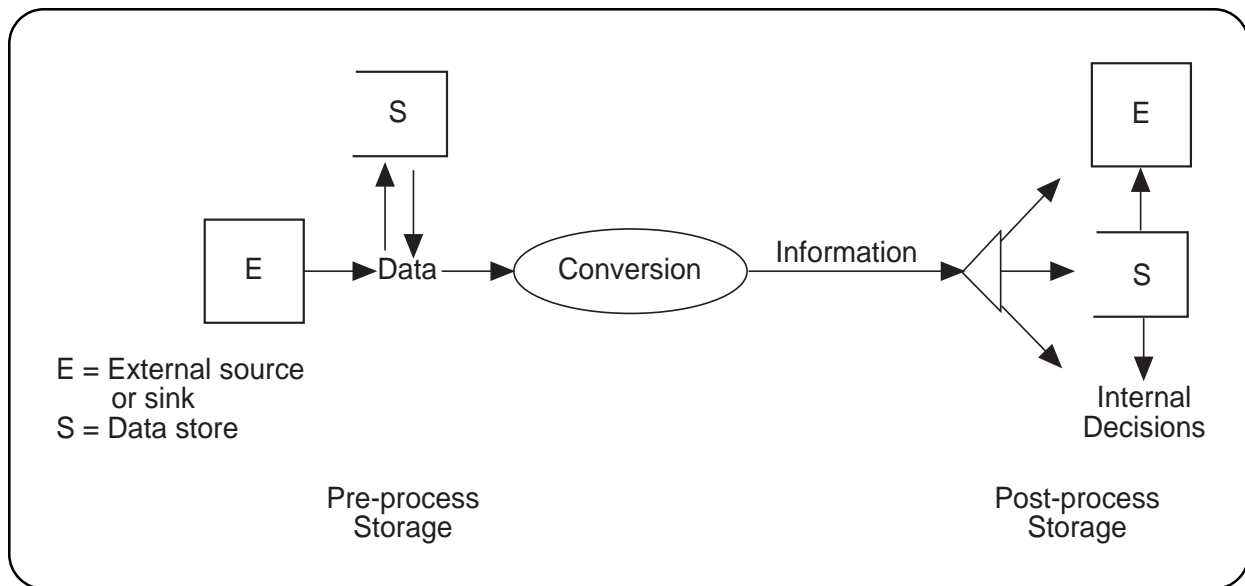 S
E
Data
Conversion
Information
E
S
Internal
Decisions
E = External source
or sink
S = Data store
Pre-process
Storage
Post-process
Storage